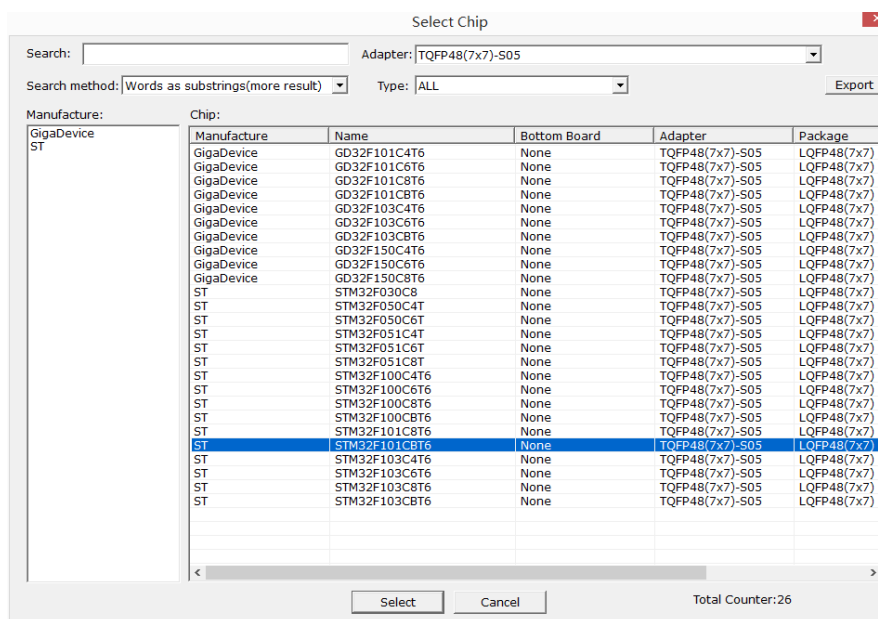 Select Chip
Search: Adapter: TQFP48(7x7)-S05
Search method: Words as substrings(more result) Type: ALL Export
Manufacture: Chip:
GigaDevice
ST
Manufacture Name Bottom Board Adapter Package
GigaDevice GD32F101C4T6 None TQFP48(7x7)-S05 LQFP48(7x7)
GigaDevice GD32F101C6T6 None TQFP48(7x7)-S05 LQFP48(7x7)
GigaDevice GD32F101C8T6 None TQFP48(7x7)-S05 LQFP48(7x7)
GigaDevice GD32F101CBT6 None TQFP48(7x7)-S05 LQFP48(7x7)
GigaDevice GD32F103C4T6 None TQFP48(7x7)-S05 LQFP48(7x7)
GigaDevice GD32F103C6T6 None TQFP48(7x7)-S05 LQFP48(7x7)
GigaDevice GD32F103CBT6 None TQFP48(7x7)-S05 LQFP48(7x7)
GigaDevice GD32F150C4T6 None TQFP48(7x7)-S05 LQFP48(7x7)
GigaDevice GD32F150C6T6 None TQFP48(7x7)-S05 LQFP48(7x7)
GigaDevice GD32F150C8T6 None TQFP48(7x7)-S05 LQFP48(7x7)
ST STM32F030C8 None TQFP48(7x7)-S05 LQFP48(7x7)
ST STM32F050C4T None TQFP48(7x7)-S05 LQFP48(7x7)
ST STM32F050C6T None TQFP48(7x7)-S05 LQFP48(7x7)
ST STM32F051C4T None TQFP48(7x7)-S05 LQFP48(7x7)
ST STM32F051C6T None TQFP48(7x7)-S05 LQFP48(7x7)
ST STM32F051C8T None TQFP48(7x7)-S05 LQFP48(7x7)
ST STM32F100C4T6 None TQFP48(7x7)-S05 LQFP48(7x7)
ST STM32F100C6T6 None TQFP48(7x7)-S05 LQFP48(7x7)
ST STM32F100C8T6 None TQFP48(7x7)-S05 LQFP48(7x7)
ST STM32F100CBT6 None TQFP48(7x7)-S05 LQFP48(7x7)
ST STM32F101C8T6 None TQFP48(7x7)-S05 LQFP48(7x7)
ST STM32F101CBT6 None TQFP48(7x7)-S05 LQFP48(7x7)
ST STM32F103C4T6 None TQFP48(7x7)-S05 LQFP48(7x7)
ST STM32F103C6T6 None TQFP48(7x7)-S05 LQFP48(7x7)
ST STM32F103C8T6 None TQFP48(7x7)-S05 LQFP48(7x7)
ST STM32F103CBT6 None TQFP48(7x7)-S05 LQFP48(7x7)
Select Cancel Total Counter:26